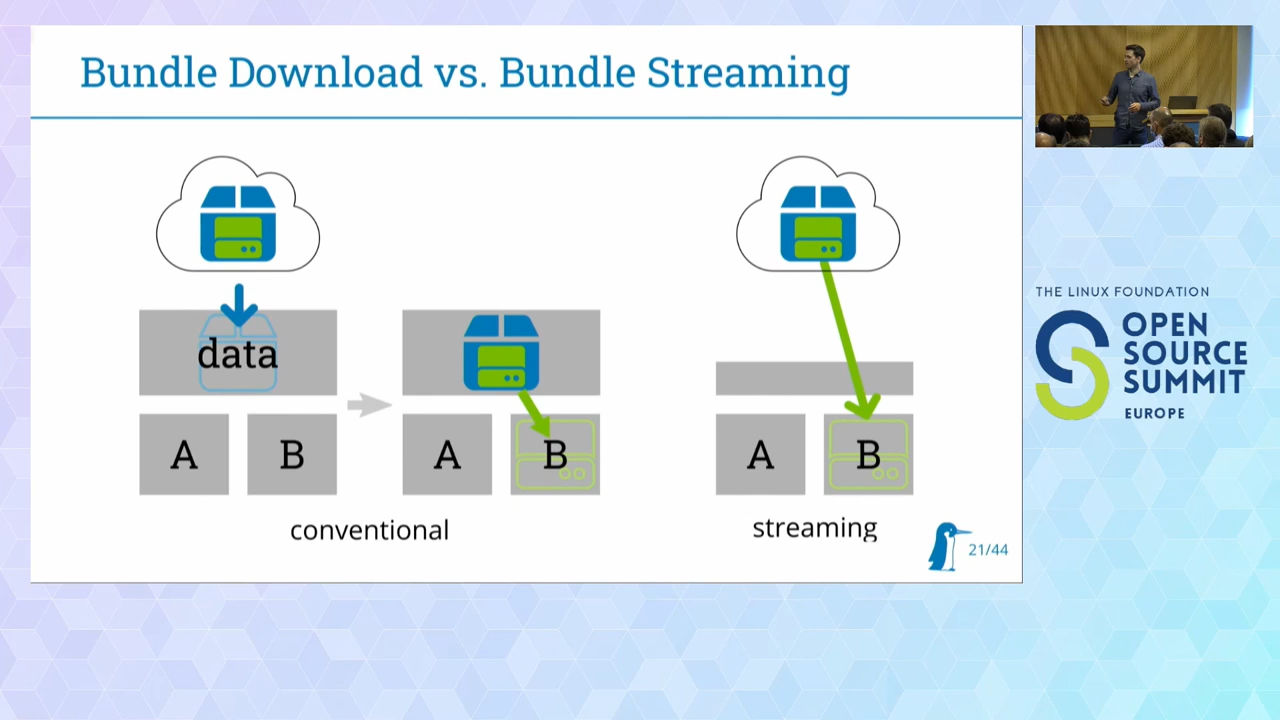 Bundle Download vs. Bundle Streaming
data
A
B
A
B
conventional
A
B
streaming
21/44
THE LINUX FOUNDATION
OPEN
SOURCE
SUMMIT
EUROPE